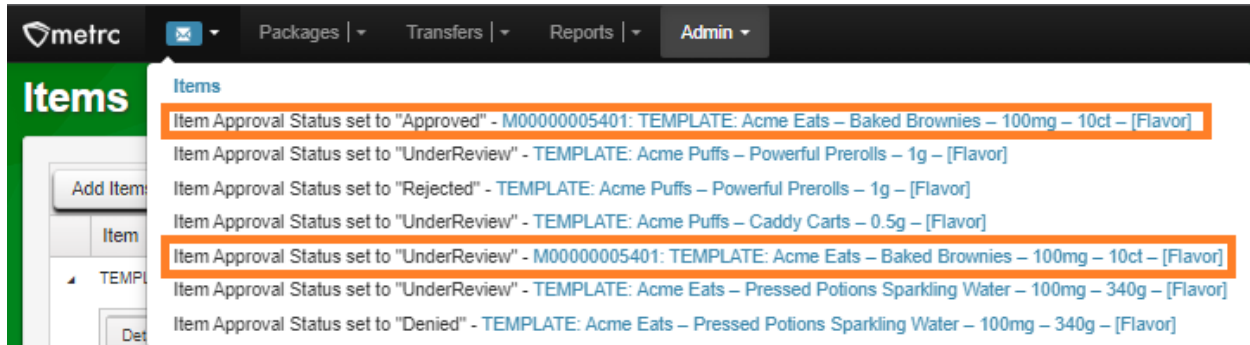 metrc Packages | Transfers | Reports | Admin
Items
Items
Item Approval Status set to "Approved" - M00000005401: TEMPLATE: Acme Eats – Baked Brownies – 100mg – 10ct – [Flavor]
Item Approval Status set to "UnderReview" - TEMPLATE: Acme Puffs – Powerful Prerolls – 1g – [Flavor]
Add Items
Item Approval Status set to "Rejected" - TEMPLATE: Acme Puffs – Powerful Prerolls – 1g – [Flavor]
Item Approval Status set to "UnderReview" - TEMPLATE: Acme Puffs – Caddy Carts – 0.5g – [Flavor]
Item
Item Approval Status set to "UnderReview" - M00000005401: TEMPLATE: Acme Eats – Baked Brownies – 100mg – 10ct – [Flavor]
TEMPL
Item Approval Status set to "UnderReview" - TEMPLATE: Acme Eats – Pressed Potions Sparkling Water – 100mg – 340g – [Flavor]
Item Approval Status set to "Denied" - TEMPLATE: Acme Eats – Pressed Potions Sparkling Water – 100mg – 340g – [Flavor]
Det